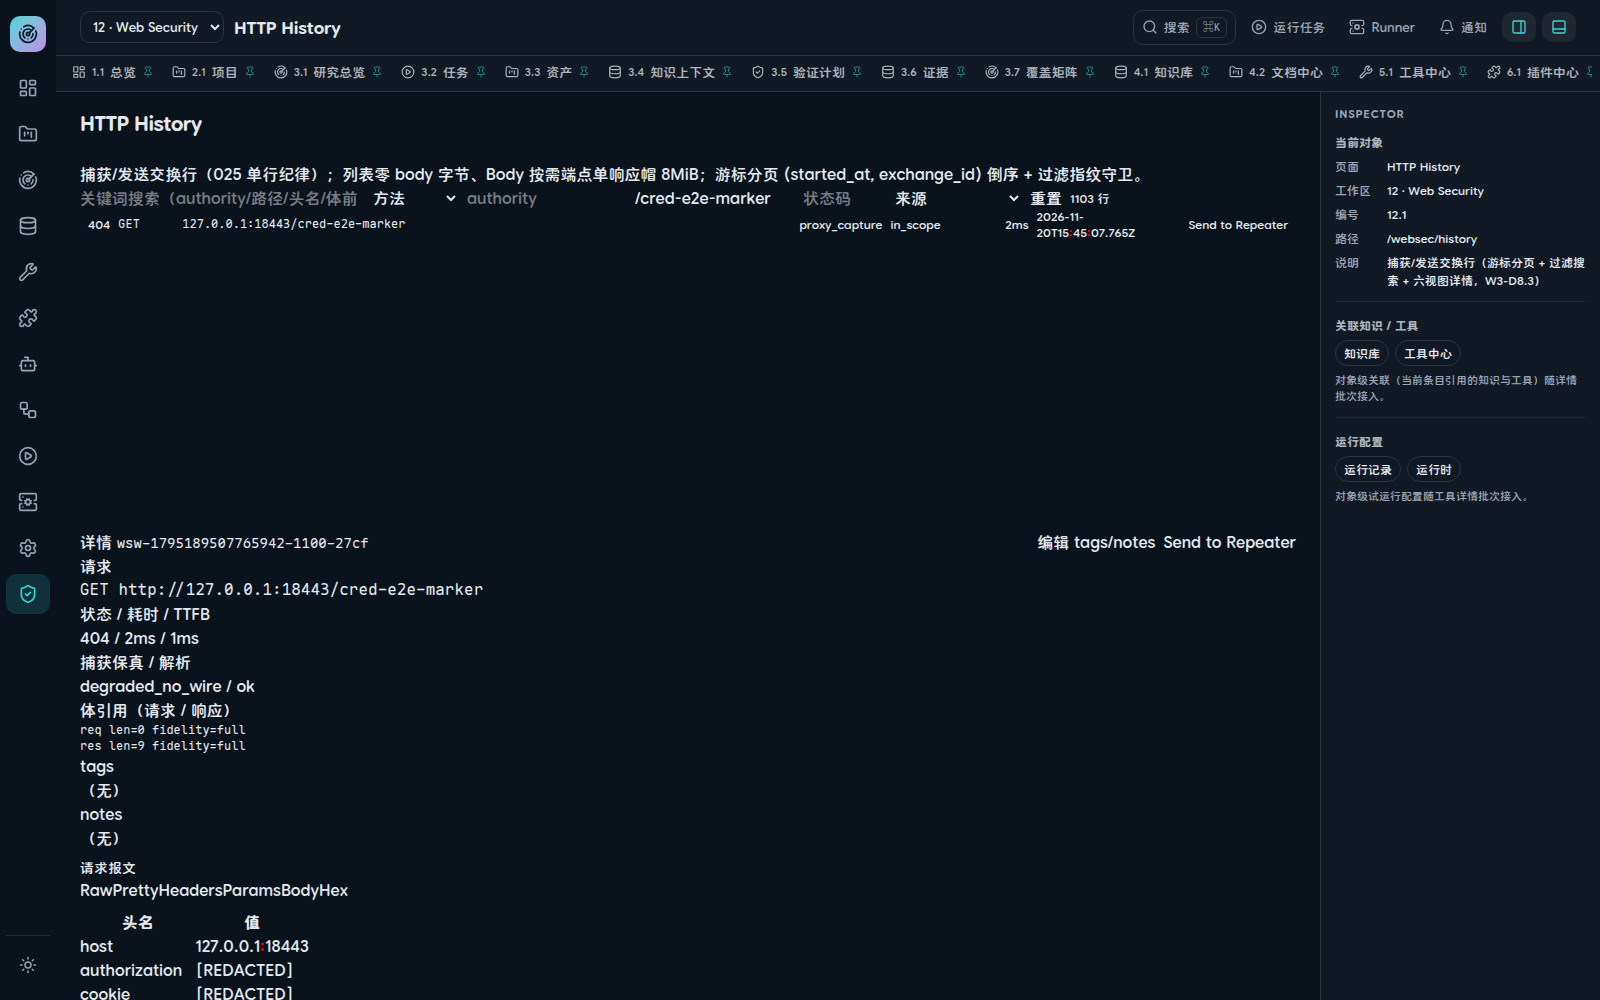 12 · Web Security
HTTP History
搜索 ⌘K
运行任务
Runner
通知
1.1 总览
2.1 项目
3.1 研究总览
3.2 任务
3.3 资产
3.4 知识上下文
3.5 验证计划
3.6 证据
3.7 覆盖矩阵
4.1 知识库
4.2 文档中心
5.1 工具中心
6.1 插件中心
HTTP History
捕获/发送交换行（025 单行纪律）；列表零 body 字节、Body 按需端点单响应帽 8MiB；游标分页 (started_at, exchange_id) 倒序 + 过滤指纹守卫。
关键词搜索（authority/路径/头名/体前 方法 authority /cred-e2e-marker 状态码 来源 重置 1103 行
404 GET 127.0.0.1:18443/cred-e2e-marker proxy_capture in_scope 2ms 2026-11-20T15:45:07.765Z Send to Repeater
详情 wsw-1795189507765942-1100-27cf 编辑 tags/notes Send to Repeater
请求
GET http://127.0.0.1:18443/cred-e2e-marker
状态 / 耗时 / TTFB
404 / 2ms / 1ms
捕获保真 / 解析
degraded_no_wire / ok
体引用（请求 / 响应）
req len=0 fidelity=full
res len=9 fidelity=full
tags
（无）
notes
（无）
请求报文
RawPrettyHeadersParamsBodyHex
头名 值
host 127.0.0.1:18443
authorization [REDACTED]
cookie [REDACTED]
INSPECTOR
当前对象
页面 HTTP History
工作区 12 · Web Security
编号 12.1
路径 /websec/history
说明 捕获/发送交换行（游标分页 + 过滤搜
索 + 六视图详情，W3-D8.3）
关联知识 / 工具
知识库 工具中心
对象级关联（当前条目引用的知识与工具）随详情
批次接入。
运行配置
运行记录 运行时
对象级试运行配置随工具详情批次接入。